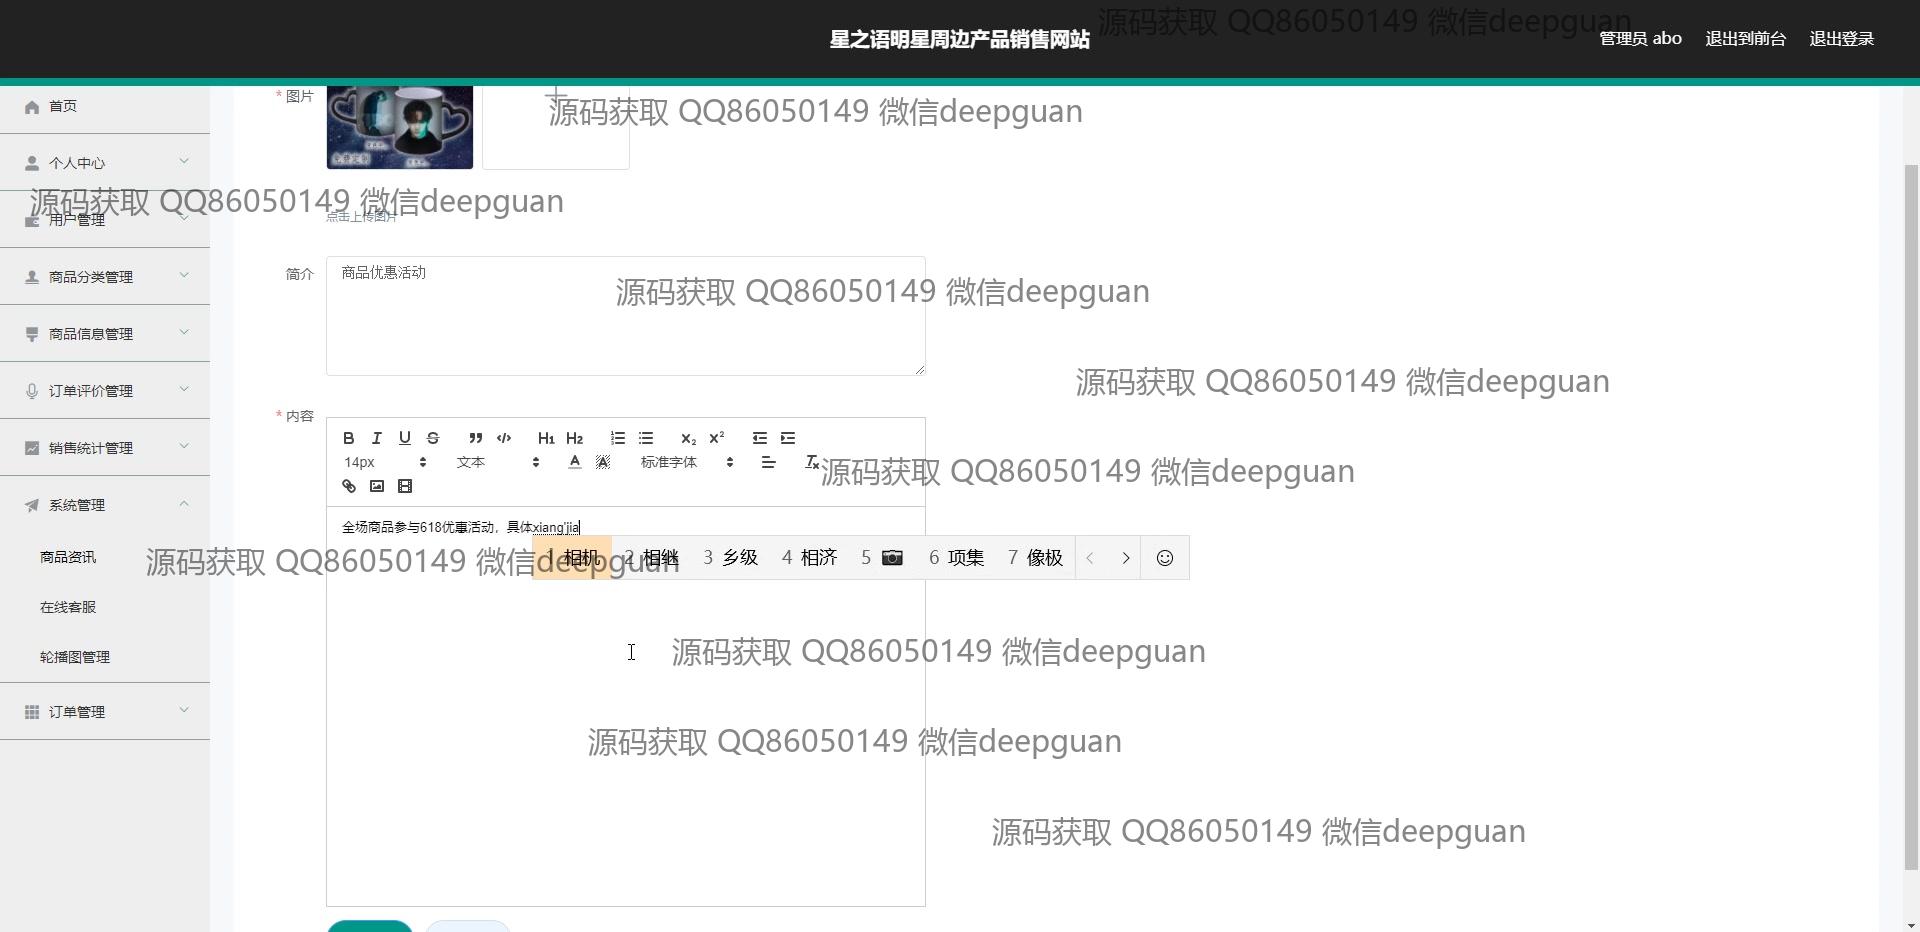 星之语明星周边产品销售网站
源码获取 QQ86050149 微信deepguan
管理员 abo 退出到前台 退出登录
首页
个人中心
用户管理
商品分类管理
商品信息管理
订单评价管理
销售统计管理
系统管理
商品资讯
在线客服
轮播图管理
订单管理
* 图片
源码获取 QQ86050149 微信deepguan
源码获取 QQ86050149 微信deepguan
点击上传图片
简介
商品优惠活动
源码获取 QQ86050149 微信deepguan
源码获取 QQ86050149 微信deepguan
* 内容
B I U S H1 H2 X2 X2
14px 文本 A A 标准字体 Tx
源码获取 QQ86050149 微信deepguan
全场商品参与618优惠活动，具体xiang'jia
1 相机 2 相继 3 乡级 4 相济 5 📷 6 项集 7 像极
源码获取 QQ86050149 微信deepguan
源码获取 QQ86050149 微信deepguan
源码获取 QQ86050149 微信deepguan
源码获取 QQ86050149 微信deepguan